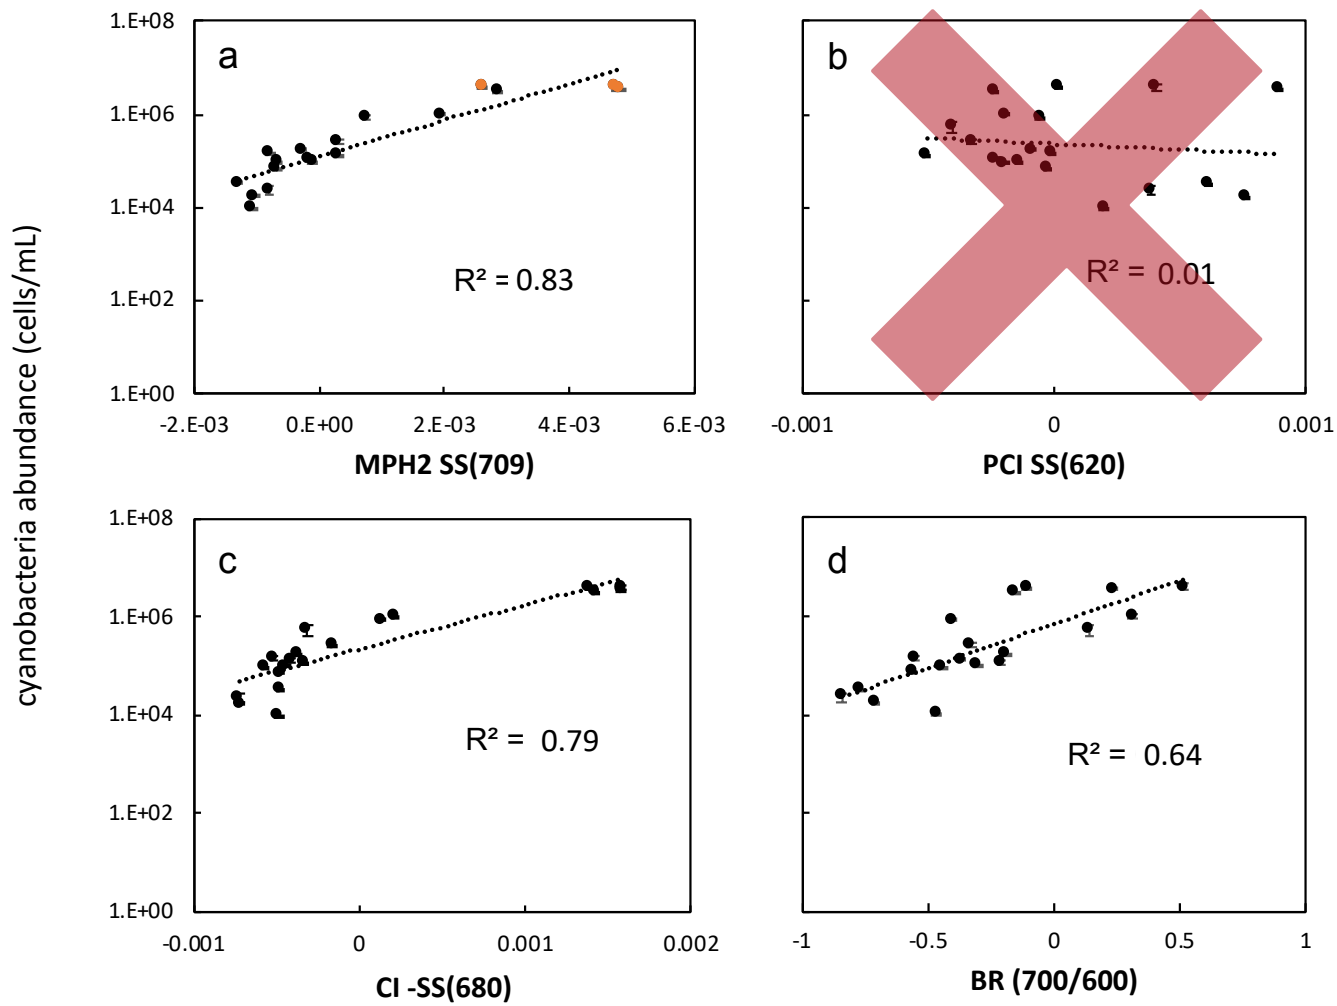 cyanobacteria abundance (cells/mL)
a
1.E+08
1.E+06
1.E+04
1.E+02
1.E+00
R² = 0.83
-2.E-03 0.E+00 2.E-03 4.E-03 6.E-03
MPH2 SS(709)
b
R² = 0.01
-0.001 0 0.001
PCI SS(620)
c
1.E+08
1.E+06
1.E+04
1.E+02
1.E+00
R² = 0.79
-0.001 0 0.001 0.002
CI -SS(680)
d
R² = 0.64
-1 -0.5 0 0.5 1
BR (700/600)